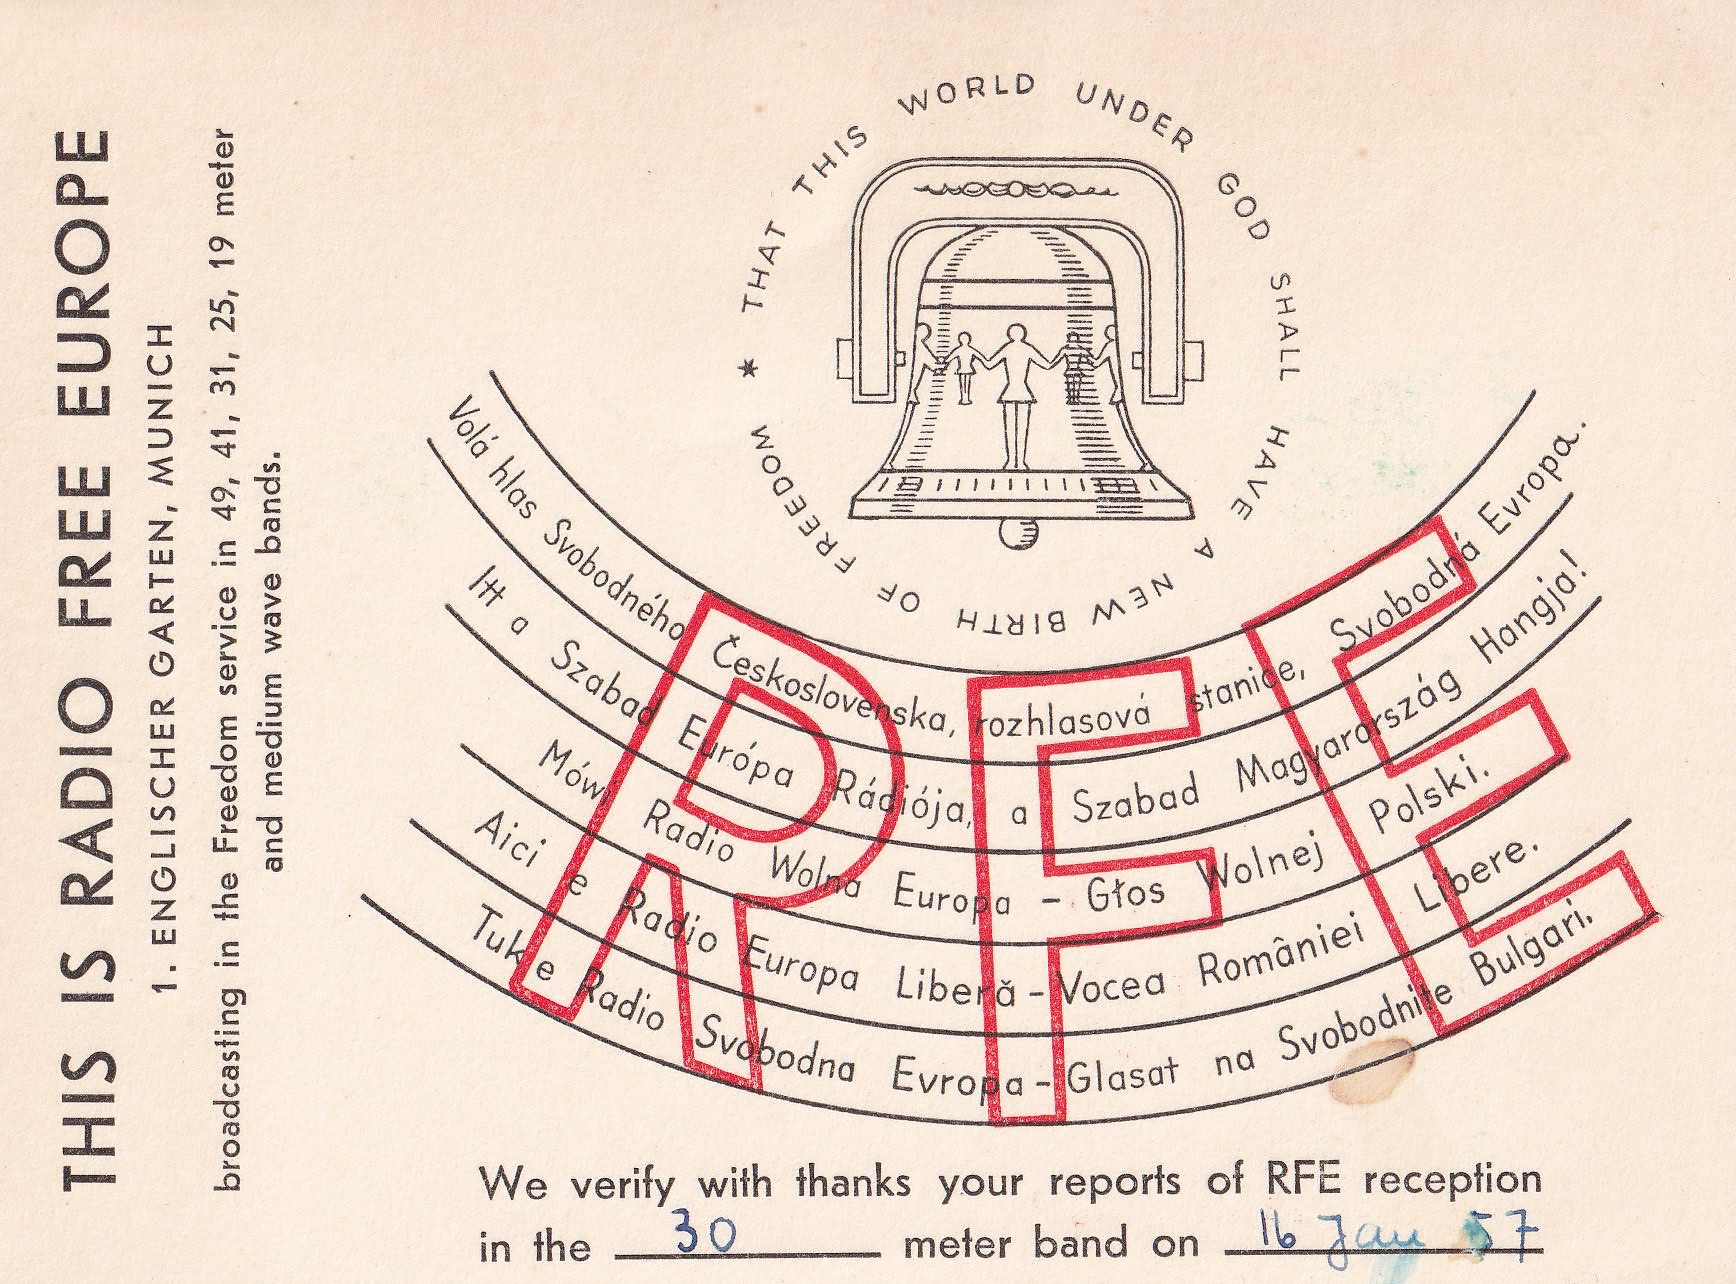 THIS IS RADIO FREE EUROPE
1. ENGLISCHER GARTEN, MUNICH
broadcasting in the Freedom service in 49, 41, 31, 25, 19 meter
and medium wave bands.
★ THAT THIS WORLD UNDER GOD SHALL HAVE A NEW BIRTH OF FREEDOM
Volá hlas Svobodného Československa, rozhlasová stanice, Svobodná Evropa.
Itt a Szabad Európa Rádiója, a Szabad Magyarország Hangja!
Mówi Radio Wolna Europa – Głos Wolnej Polski.
Aici e Radio Europa Liberă – Vocea României Libere.
Tuk e Radio Svobodna Evropa – Glasat na Svobodnite Bulgari.
RFE
We verify with thanks your reports of RFE reception
in the 30 meter band on 16 Jan 57